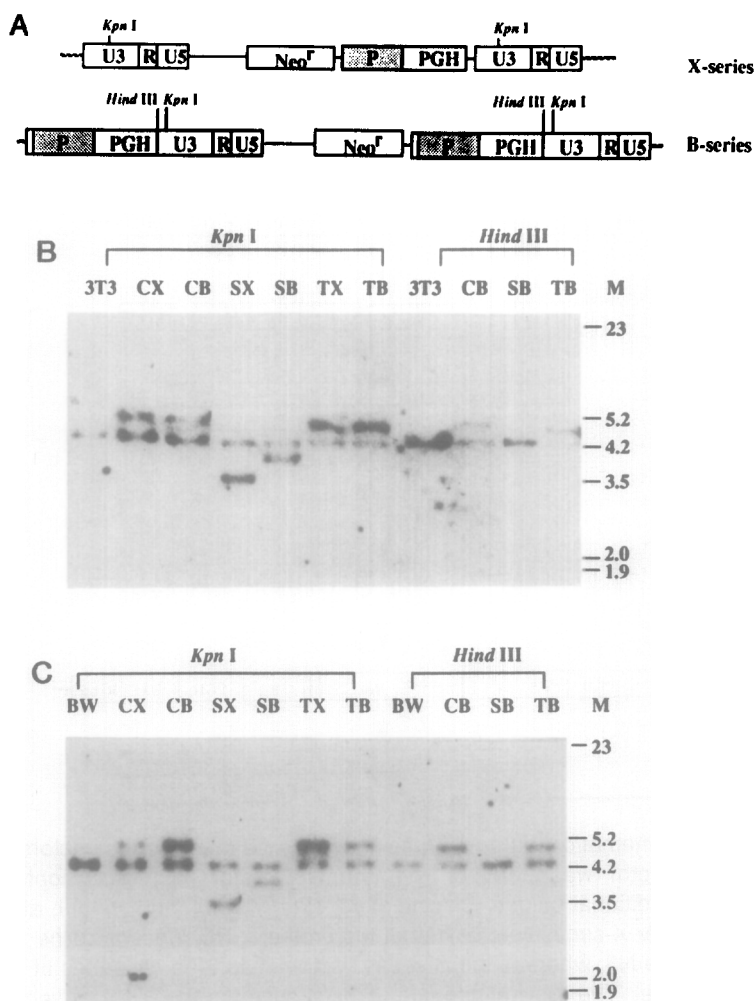 A
Kpn I Kpn I
U3 R U5 Neoʳ P PGH U3 R U5
X-series
Hind III Kpn I Hind III Kpn I
P PGH U3 R U5 Neoʳ P PGH U3 R U5
B-series
B
Kpn I Hind III
3T3 CX CB SX SB TX TB 3T3 CB SB TB M
23
5.2
4.2
3.5
2.0
1.9
C
Kpn I Hind III
BW CX CB SX SB TX TB BW CB SB TB M
23
5.2
4.2
3.5
2.0
1.9